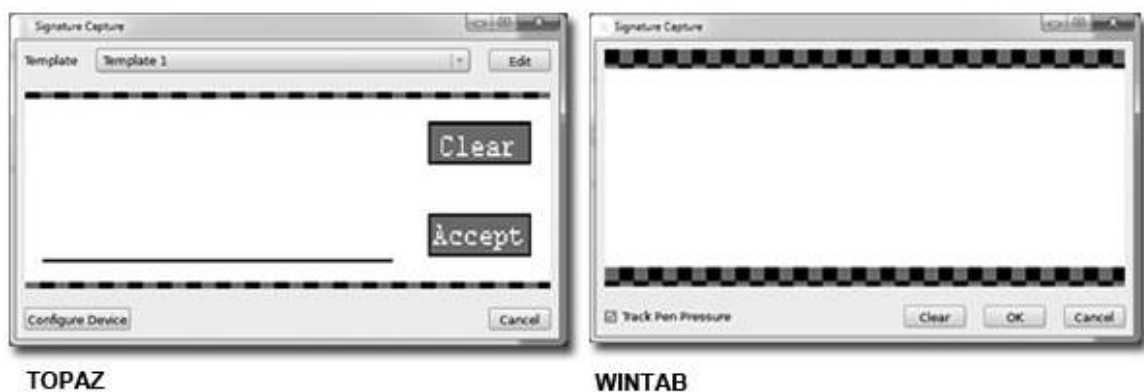 Signature Capture
Template Template 1 Edit
Clear
Accept
Configure Device Cancel
TOPAZ
Signature Capture
Track Pen Pressure Clear OK Cancel
WINTAB